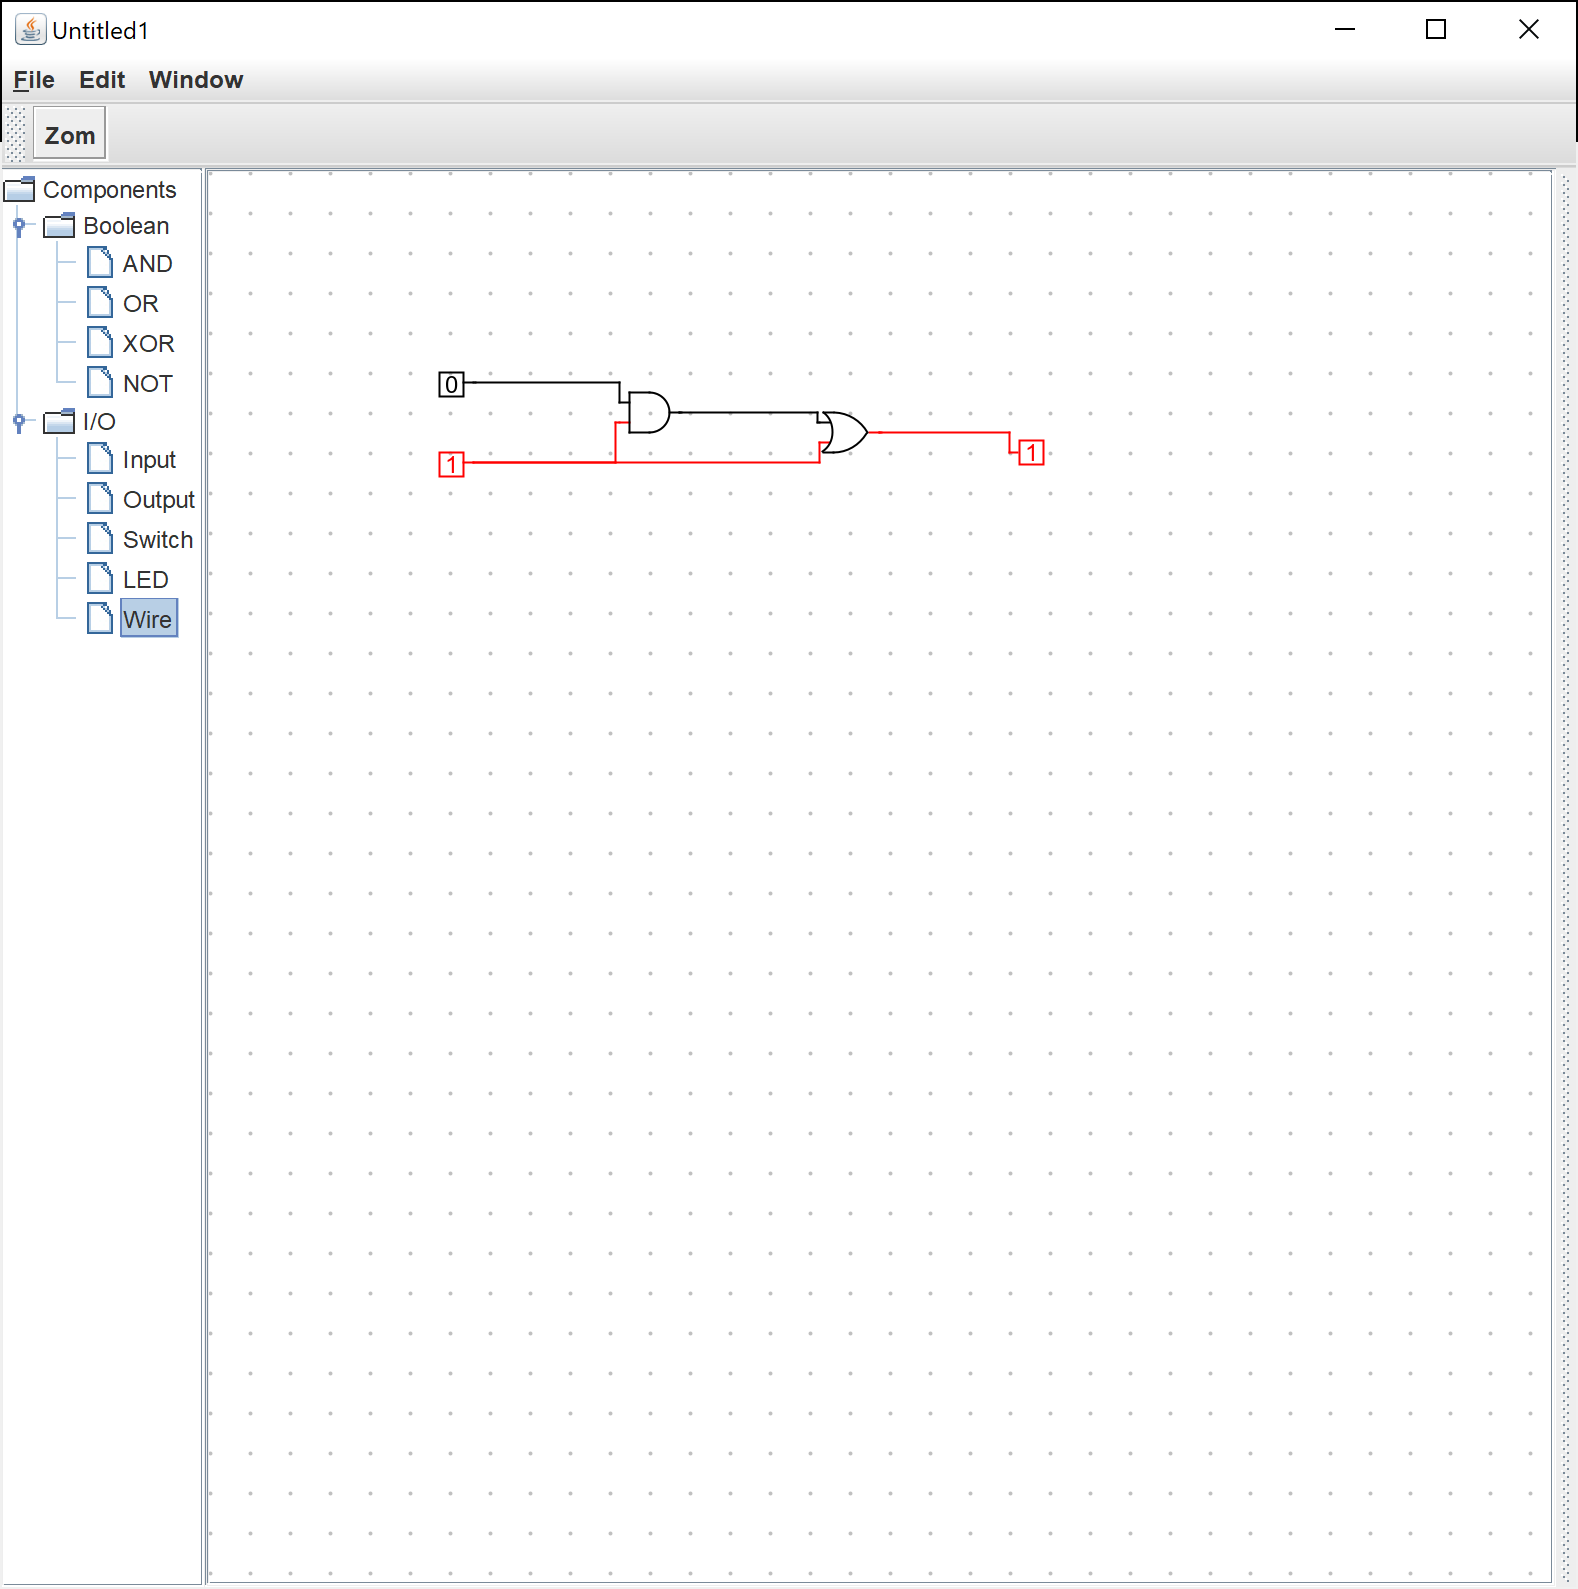 Untitled1
File Edit Window
Zom
Components
Boolean
AND
OR
XOR
NOT
I/O
Input
Output
Switch
LED
Wire
0
1
1